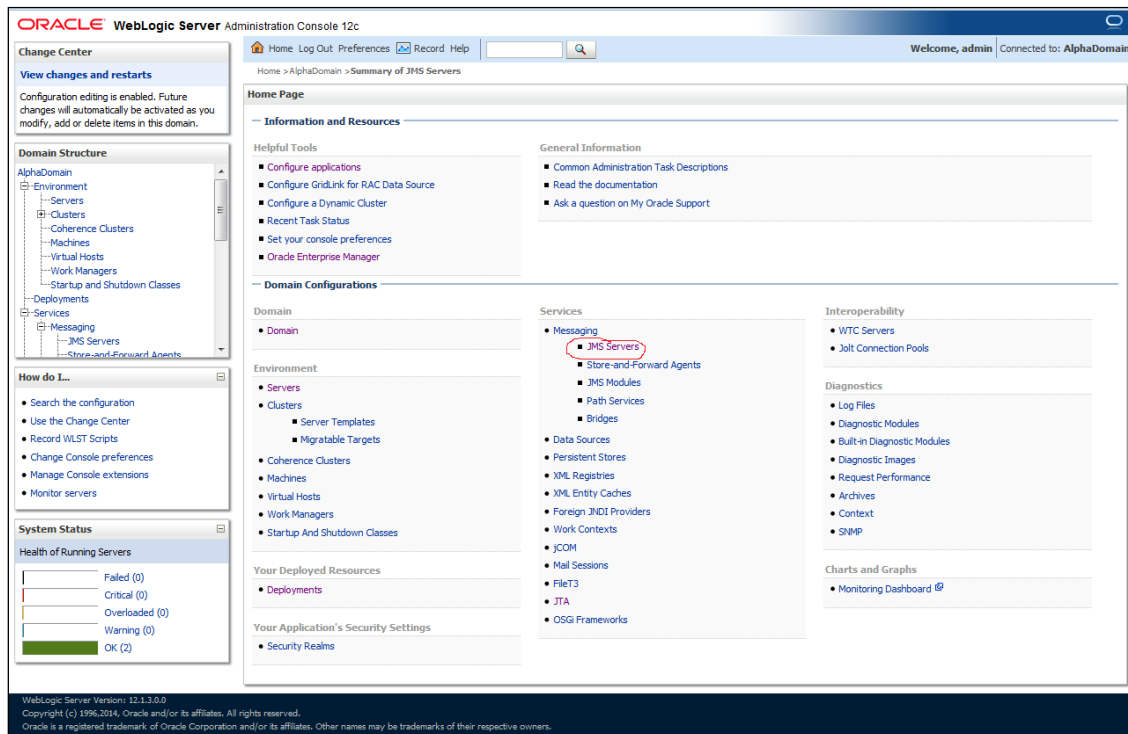 ORACLE WebLogic Server Administration Console 12c
Change Center
View changes and restarts
Configuration editing is enabled. Future
changes will automatically be activated as you
modify, add or delete items in this domain.
Domain Structure
AlphaDomain
Environment
Servers
Clusters
Coherence Clusters
Machines
Virtual Hosts
Work Managers
Startup and Shutdown Classes
Deployments
Services
Messaging
JMS Servers
Store-and-Forward Agents
How do I...
Search the configuration
Use the Change Center
Record WLST Scripts
Change Console preferences
Manage Console extensions
Monitor servers
System Status
Health of Running Servers
Failed (0)
Critical (0)
Overloaded (0)
Warning (0)
OK (2)
Home Log Out Preferences Record Help
Welcome, admin Connected to: AlphaDomain
Home >AlphaDomain >Summary of JMS Servers
Home Page
Information and Resources
Helpful Tools
Configure applications
Configure GridLink for RAC Data Source
Configure a Dynamic Cluster
Recent Task Status
Set your console preferences
Oracle Enterprise Manager
General Information
Common Administration Task Descriptions
Read the documentation
Ask a question on My Oracle Support
Domain Configurations
Domain
Domain
Environment
Servers
Clusters
Server Templates
Migratable Targets
Coherence Clusters
Machines
Virtual Hosts
Work Managers
Startup And Shutdown Classes
Your Deployed Resources
Deployments
Your Application's Security Settings
Security Realms
Services
Messaging
JMS Servers
Store-and-Forward Agents
JMS Modules
Path Services
Bridges
Data Sources
Persistent Stores
XML Registries
XML Entity Caches
Foreign JNDI Providers
Work Contexts
jCOM
Mail Sessions
FileT3
JTA
OSGi Frameworks
Interoperability
WTC Servers
Jolt Connection Pools
Diagnostics
Log Files
Diagnostic Modules
Built-in Diagnostic Modules
Diagnostic Images
Request Performance
Archives
Context
SNMP
Charts and Graphs
Monitoring Dashboard
WebLogic Server Version: 12.1.3.0.0
Copyright (c) 1996,2014, Oracle and/or its affiliates. All rights reserved.
Oracle is a registered trademark of Oracle Corporation and/or its affiliates. Other names may be trademarks of their respective owners.